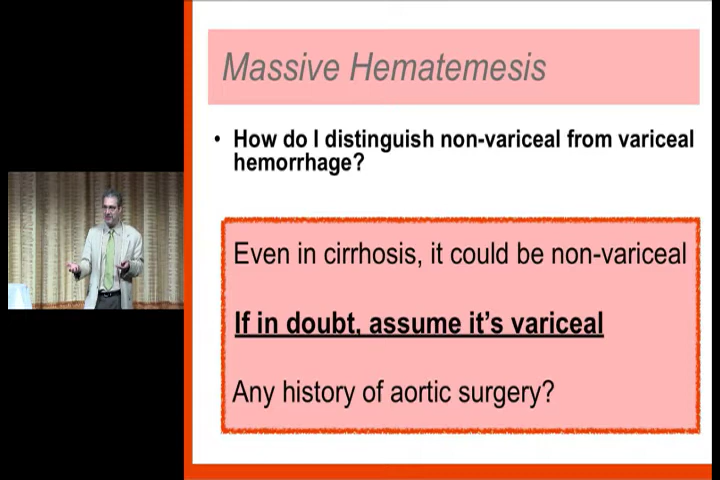 Massive Hematemesis
• How do I distinguish non-variceal from variceal
hemorrhage?
Even in cirrhosis, it could be non-variceal
If in doubt, assume it's variceal
Any history of aortic surgery?